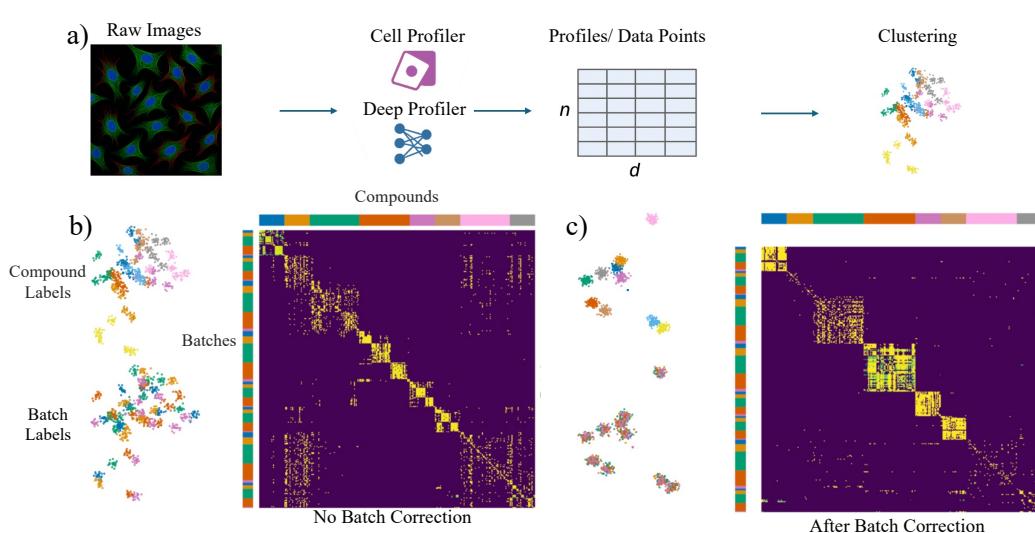 a)
Raw Images
Cell Profiler
Deep Profiler
Profiles/ Data Points
n
d
Clustering
Compounds
b)
Compound
Labels
Batches
Batch
Labels
No Batch Correction
c)
After Batch Correction